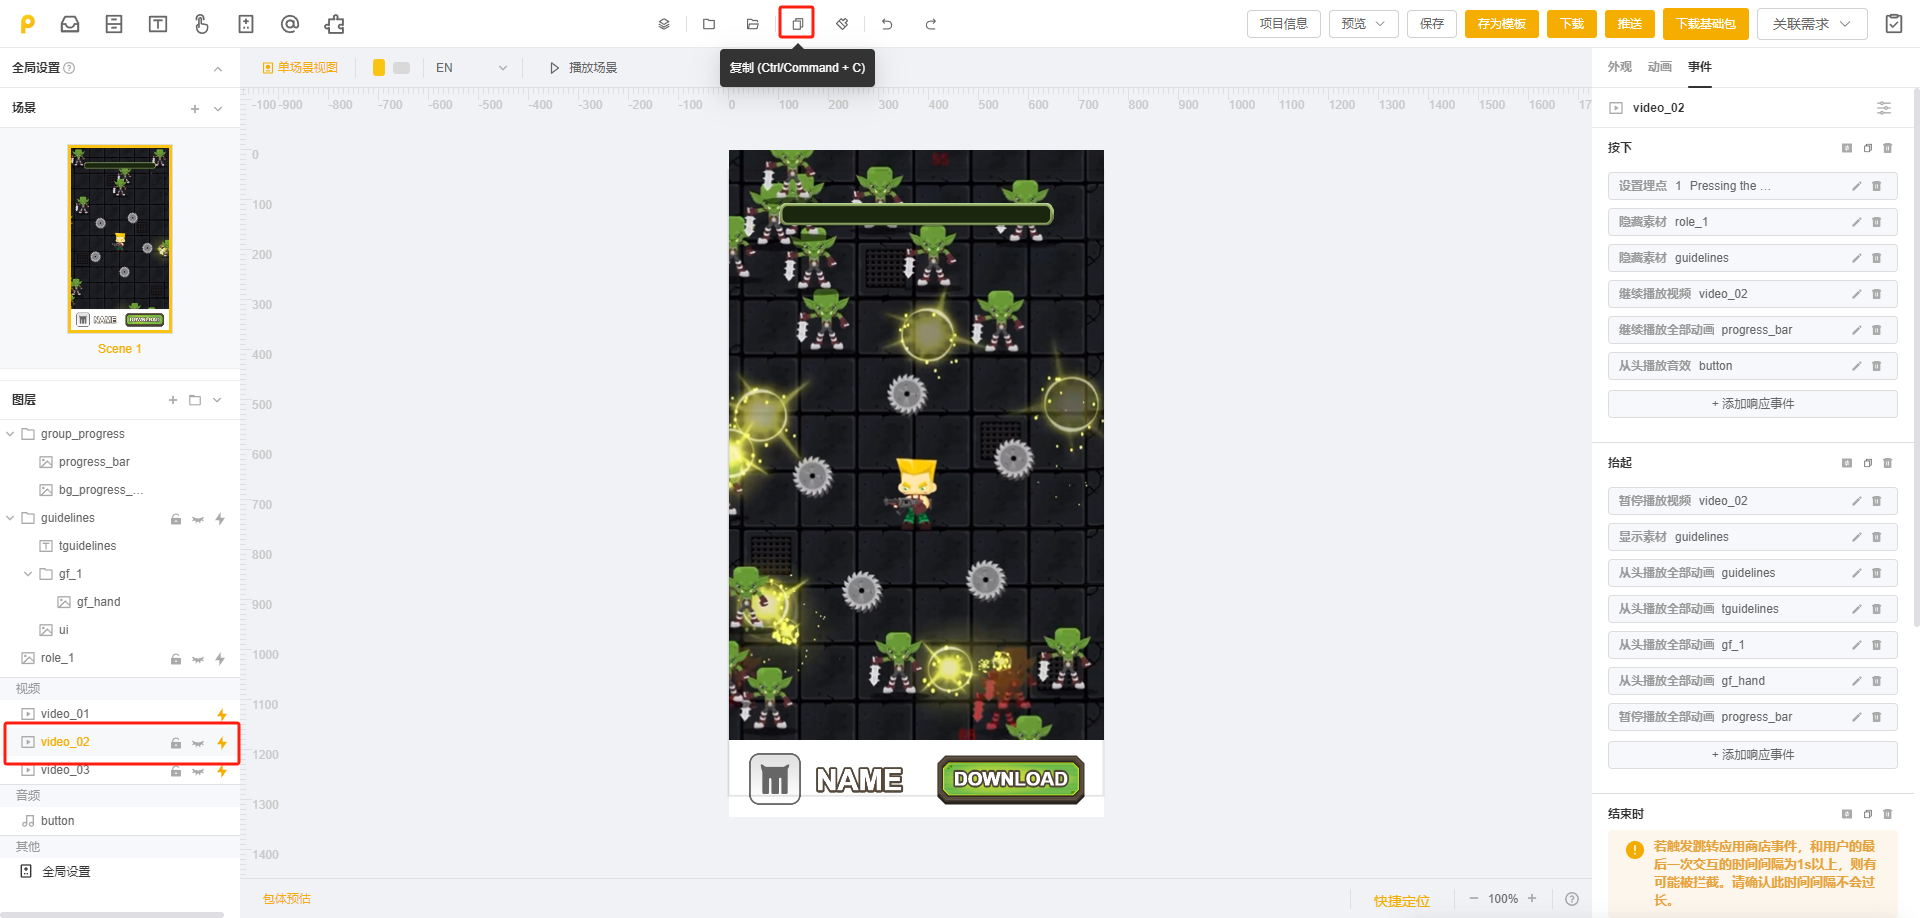 项目信息
预览
保存
存为模板
下载
推送
下载基础包
关联需求
全局设置
单场景视图
EN
播放场景
复制 (Ctrl/Command + C)
外观
动画
事件
场景
-100
-900
-800
-700
-600
-500
-400
-300
-200
-100
0
100
200
300
400
500
600
700
800
900
1000
1100
1200
1300
1400
1500
1600
17
0
100
200
300
400
500
600
700
800
900
1000
1100
1200
1300
1400
NAME
DOWNLOAD
Scene 1
图层
group_progress
progress_bar
bg_progress_...
guidelines
tguidelines
gf_1
gf_hand
ui
role_1
视频
video_01
video_02
video_03
音频
button
其他
全局设置
NAME
DOWNLOAD
包体预估
快捷定位
100%
video_02
按下
设置埋点 1 Pressing the ...
隐藏素材 role_1
隐藏素材 guidelines
继续播放视频 video_02
继续播放全部动画 progress_bar
从头播放音效 button
+ 添加响应事件
抬起
暂停播放视频 video_02
显示素材 guidelines
从头播放全部动画 guidelines
从头播放全部动画 tguidelines
从头播放全部动画 gf_1
从头播放全部动画 gf_hand
暂停播放全部动画 progress_bar
+ 添加响应事件
结束时
若触发跳转应用商店事件，和用户的最
后一次交互的时间间隔为1s以上，则有
可能被拦截。请确认此时间间隔不会过
长。